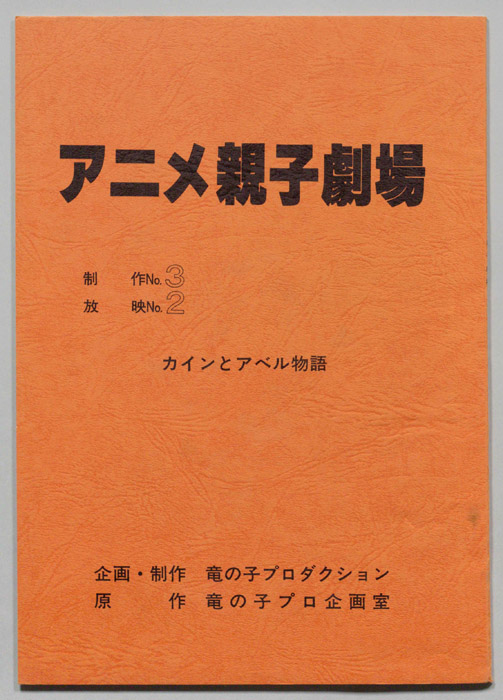 アニメ親子劇場
制 作No.3
放 映No.2
カインとアベル物語
企画・制作 竜の子プロダクション
原 作 竜の子プロ企画室